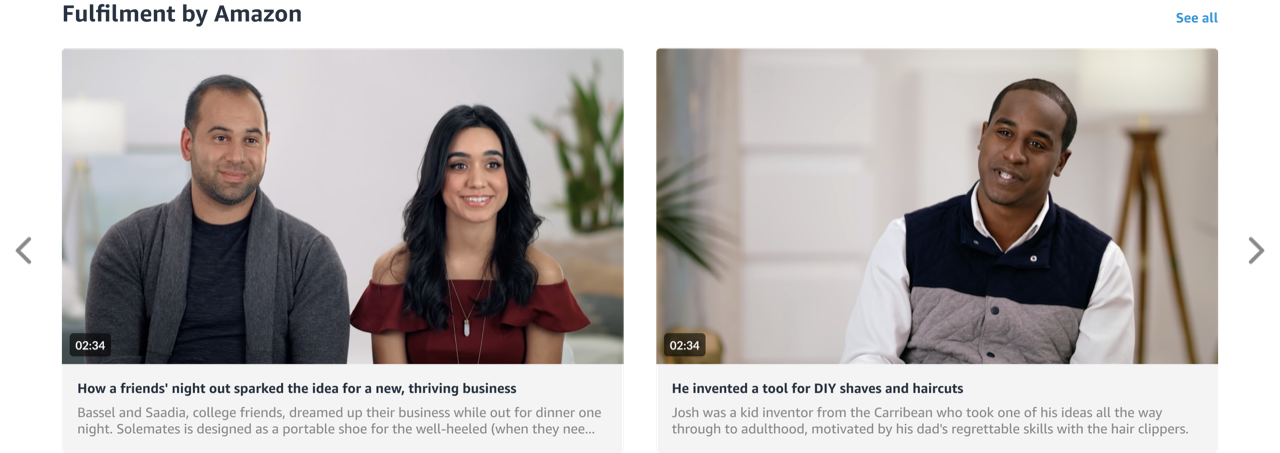 Fulfilment by Amazon
See all
02:34
02:34
How a friends' night out sparked the idea for a new, thriving business
Bassel and Saadia, college friends, dreamed up their business while out for dinner one
night. Solemates is designed as a portable shoe for the well-heeled (when they nee...
He invented a tool for DIY shaves and haircuts
Josh was a kid inventor from the Carribean who took one of his ideas all the way
through to adulthood, motivated by his dad's regrettable skills with the hair clippers.